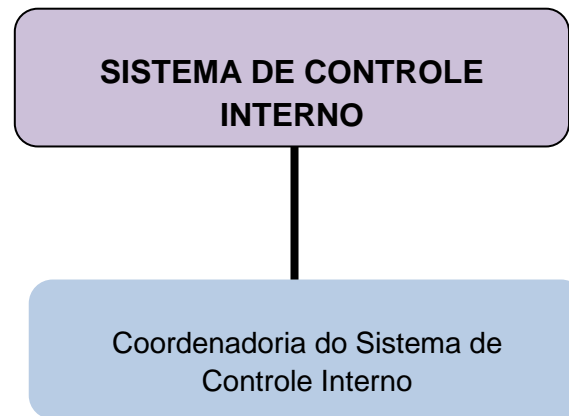 SISTEMA DE CONTROLE
INTERNO
Coordenadoria do Sistema de
Controle Interno